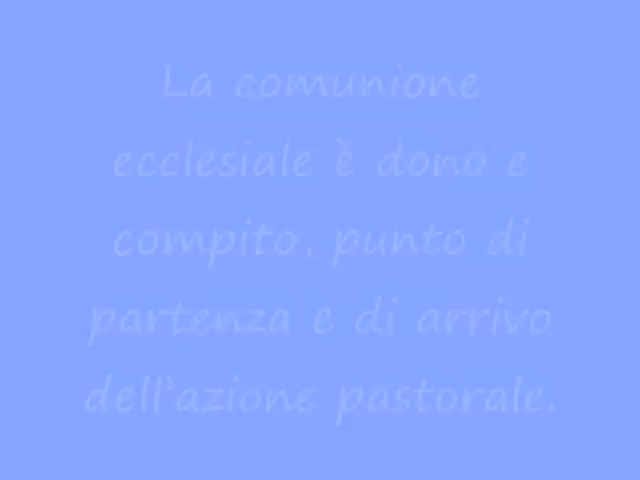 La comunione
ecclesiale è dono e
compito, punto di
partenza e di arrivo
dell'azione pastorale.